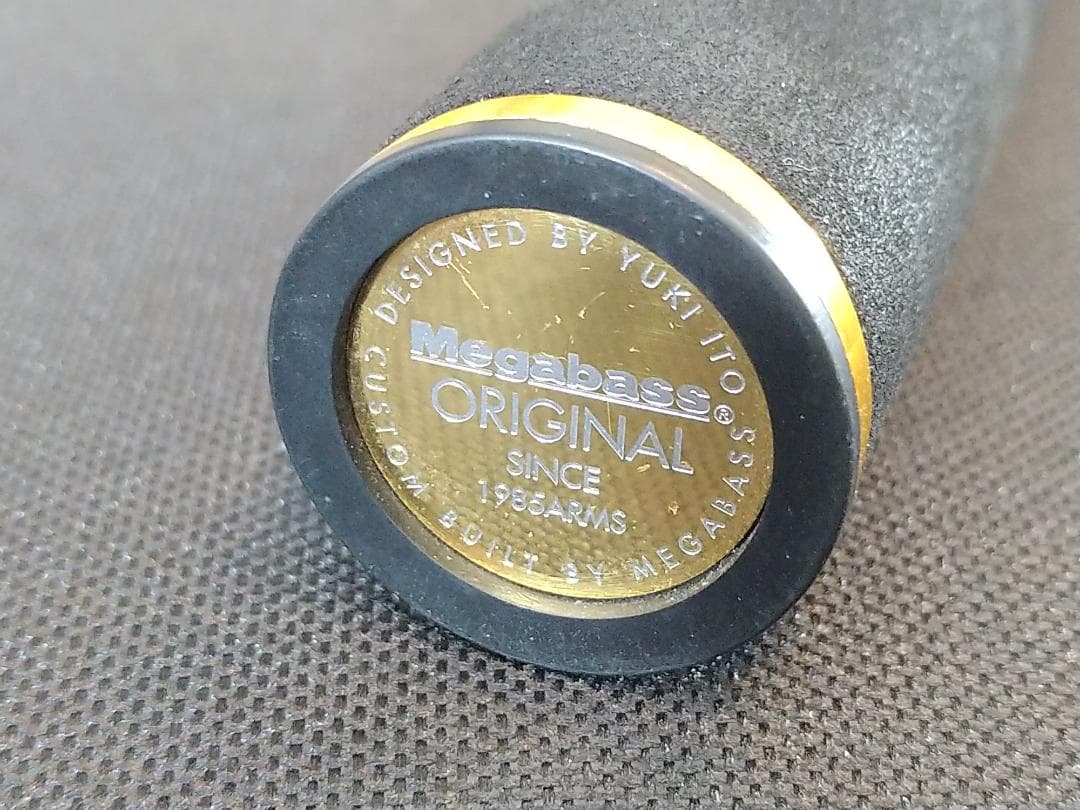 DESIGNED BY YUKI ITO
Megabass®
ORIGINAL
SINCE
1985ARMS
CUSTOM BUILT BY MEGABASS